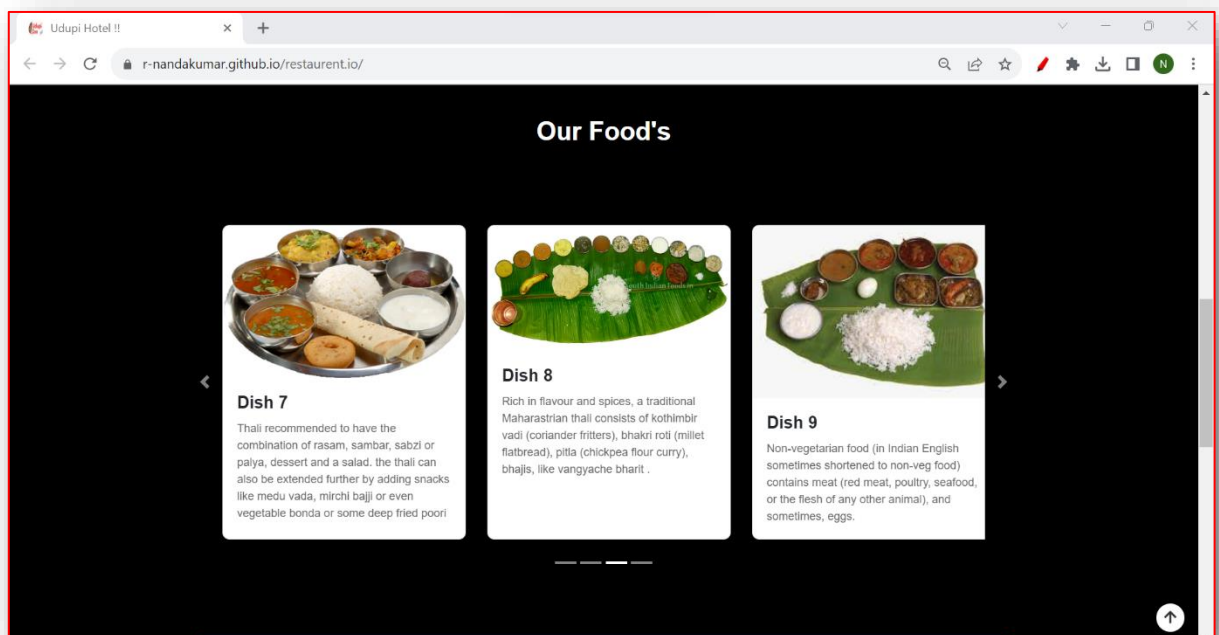 Udupi Hotel !!
r-nandakumar.github.io/restaurent.io/
N
Our Food's
South Indian Foods.in
Dish 7
Thali recommended to have the
combination of rasam, sambar, sabzi or
palya, dessert and a salad. the thali can
also be extended further by adding snacks
like medu vada, mirchi bajji or even
vegetable bonda or some deep fried poori
Dish 8
Rich in flavour and spices, a traditional
Maharastrian thali consists of kothimbir
vadi (coriander fritters), bhakri roti (millet
flatbread), pitla (chickpea flour curry),
bhajis, like vangyache bharit .
Dish 9
Non-vegetarian food (in Indian English
sometimes shortened to non-veg food)
contains meat (red meat, poultry, seafood,
or the flesh of any other animal), and
sometimes, eggs.